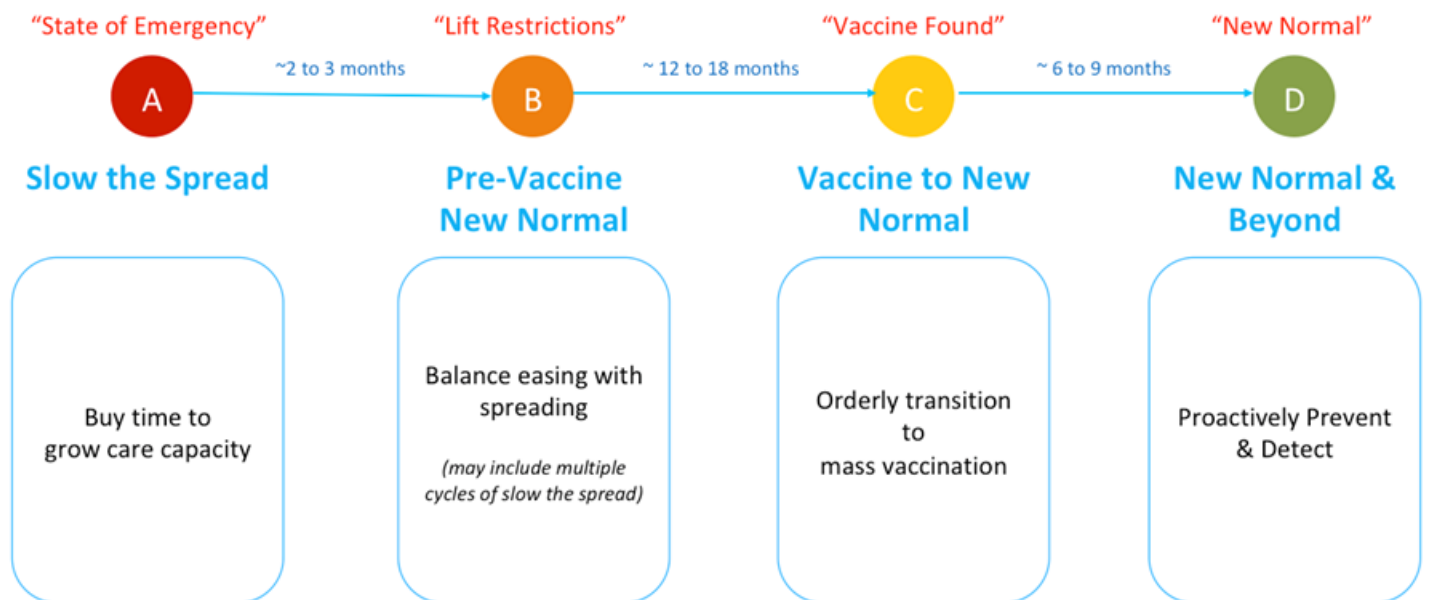 “State of Emergency”
“Lift Restrictions”
“Vaccine Found”
“New Normal”
A
~2 to 3 months
B
~ 12 to 18 months
C
~ 6 to 9 months
D
Slow the Spread
Pre-Vaccine
New Normal
Vaccine to New
Normal
New Normal &
Beyond
Buy time to
grow care capacity
Balance easing with
spreading
(may include multiple
cycles of slow the spread)
Orderly transition
to
mass vaccination
Proactively Prevent
& Detect